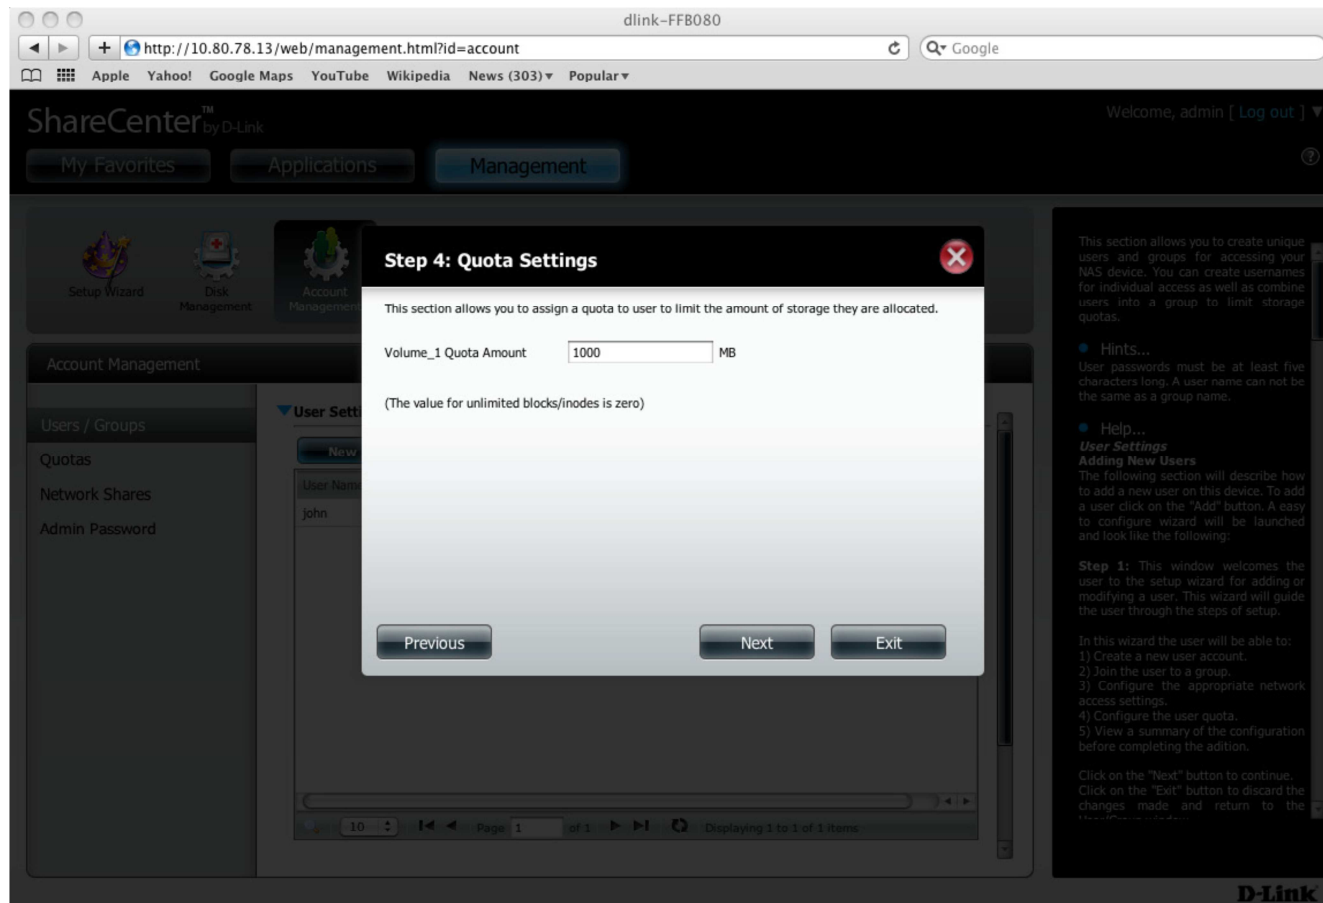 dlink-FFB080
http://10.80.78.13/web/management.html?id=account
Google
Apple Yahoo! Google Maps YouTube Wikipedia News (303) Popular
ShareCenter™ by D-Link
Welcome, admin [ Log out ]
My Favorites Applications Management
?
Setup Wizard
Disk
Management
Account
Management
Step 4: Quota Settings
This section allows you to assign a quota to user to limit the amount of storage they are allocated.
Volume_1 Quota Amount 1000 MB
(The value for unlimited blocks/inodes is zero)
Previous Next Exit
Account Management
Users / Groups
Quotas
Network Shares
Admin Password
User Setti
New
User Name
john
10 Page 1 of 1 Displaying 1 to 1 of 1 items
This section allows you to create unique
users and groups for accessing your
NAS device. You can create usernames
for individual access as well as combine
users into a group to limit storage
quotas.
Hints...
User passwords must be at least five
characters long. A user name can not be
the same as a group name.
Help...
User Settings
Adding New Users
The following section will describe how
to add a new user on this device. To add
a user click on the "Add" button. A easy
to configure wizard will be launched
and look like the following:
Step 1: This window welcomes the
user to the setup wizard for adding or
modifying a user. This wizard will guide
the user through the steps of setup.
In this wizard the user will be able to:
1) Create a new user account.
2) Join the user to a group.
3) Configure the appropriate network
access settings.
4) Configure the user quota.
5) View a summary of the configuration
before completing the adition.
Click on the "Next" button to continue.
Click on the "Exit" button to discard the
changes made and return to the
D-Link